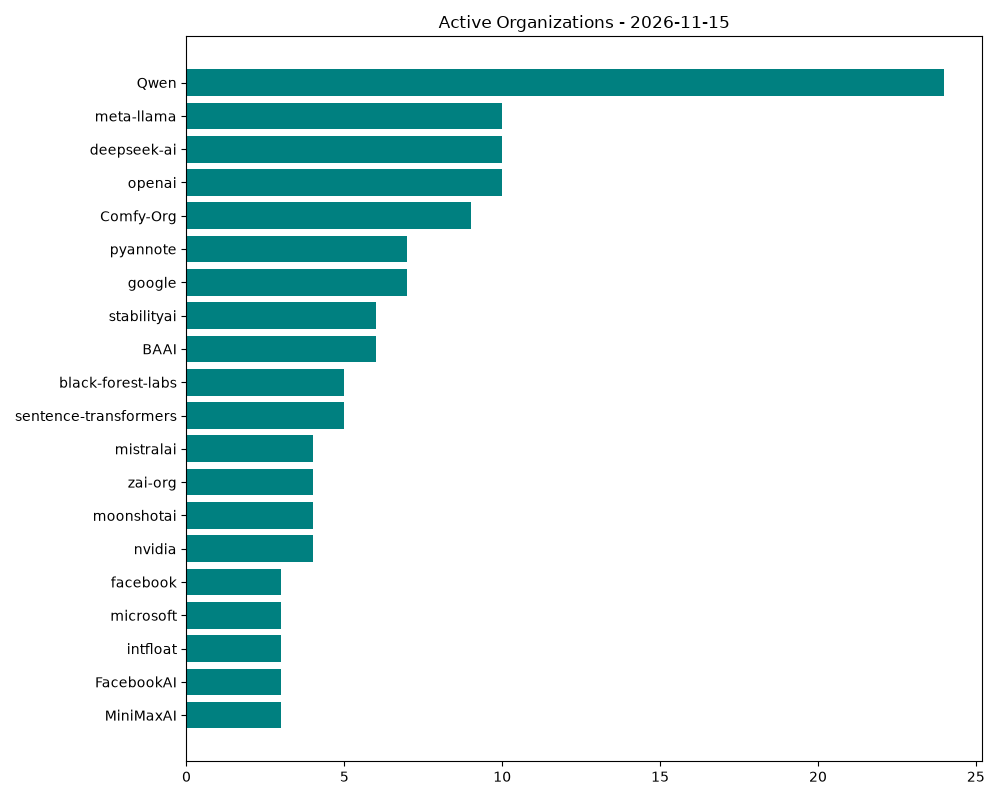 Active Organizations - 2026-11-15
Qwen
meta-llama
deepseek-ai
openai
Comfy-Org
pyannote
google
stabilityai
BAAI
black-forest-labs
sentence-transformers
mistralai
zai-org
moonshotai
nvidia
facebook
microsoft
intfloat
FacebookAI
MiniMaxAI
0 5 10 15 20 25